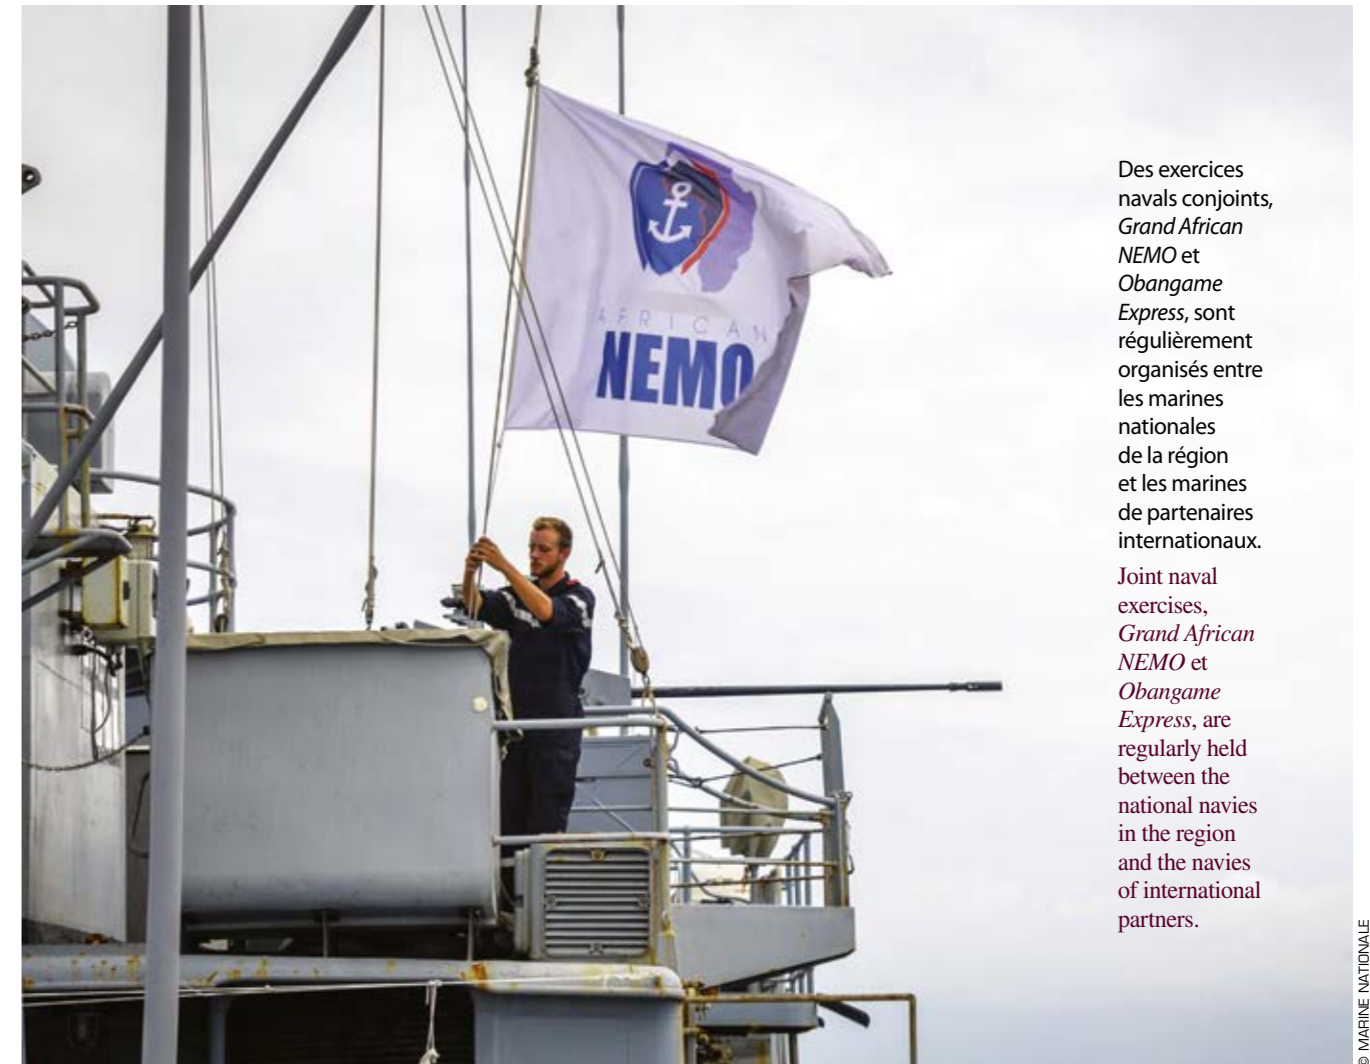 AFRICAN
NEMO
Des exercices
navals conjoints,
Grand African
NEMO et
Obangame
Express, sont
régulièrement
organisés entre
les marines
nationales
de la région
et les marines
de partenaires
internationaux.
Joint naval
exercises,
Grand African
NEMO et
Obangame
Express, are
regularly held
between the
national navies
in the region
and the navies
of international
partners.
© MARINE NATIONALE